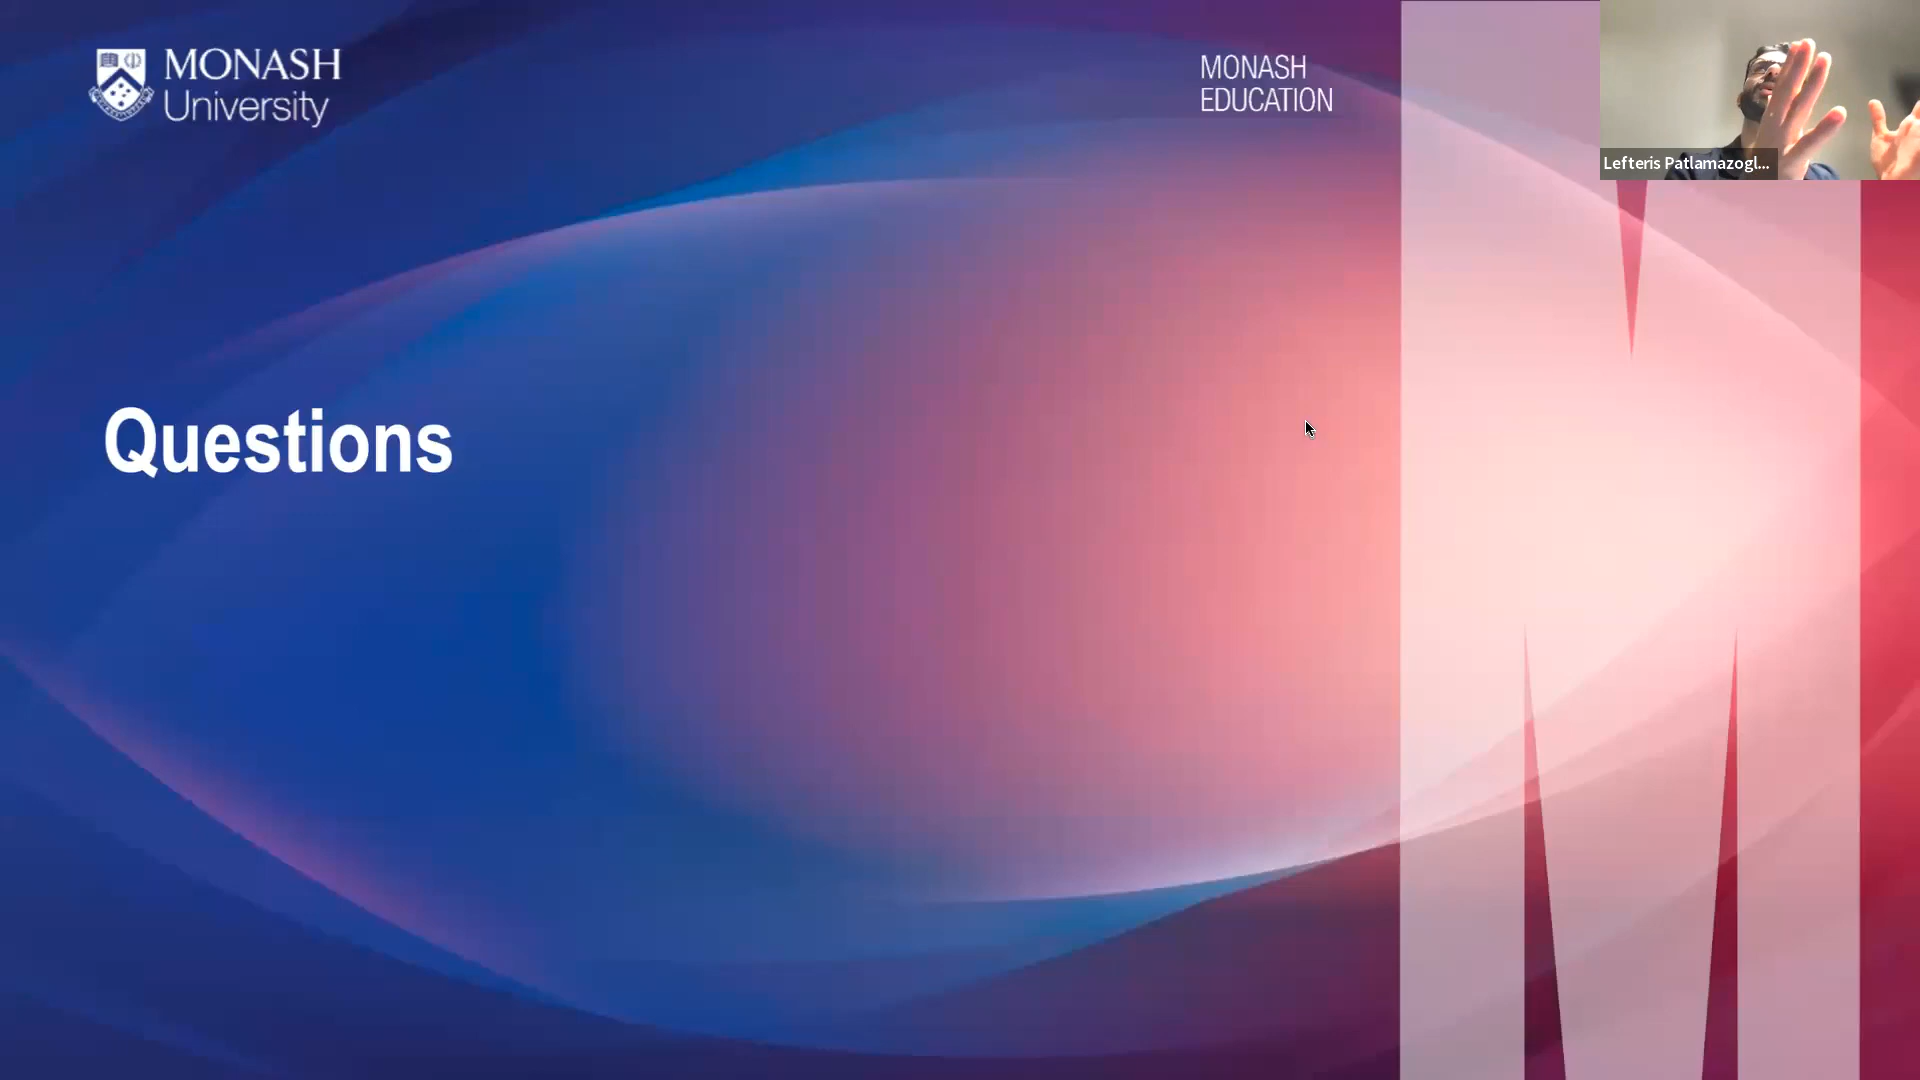 MONASH
University
MONASH
EDUCATION
Lefteris Patlamazogl...
Questions